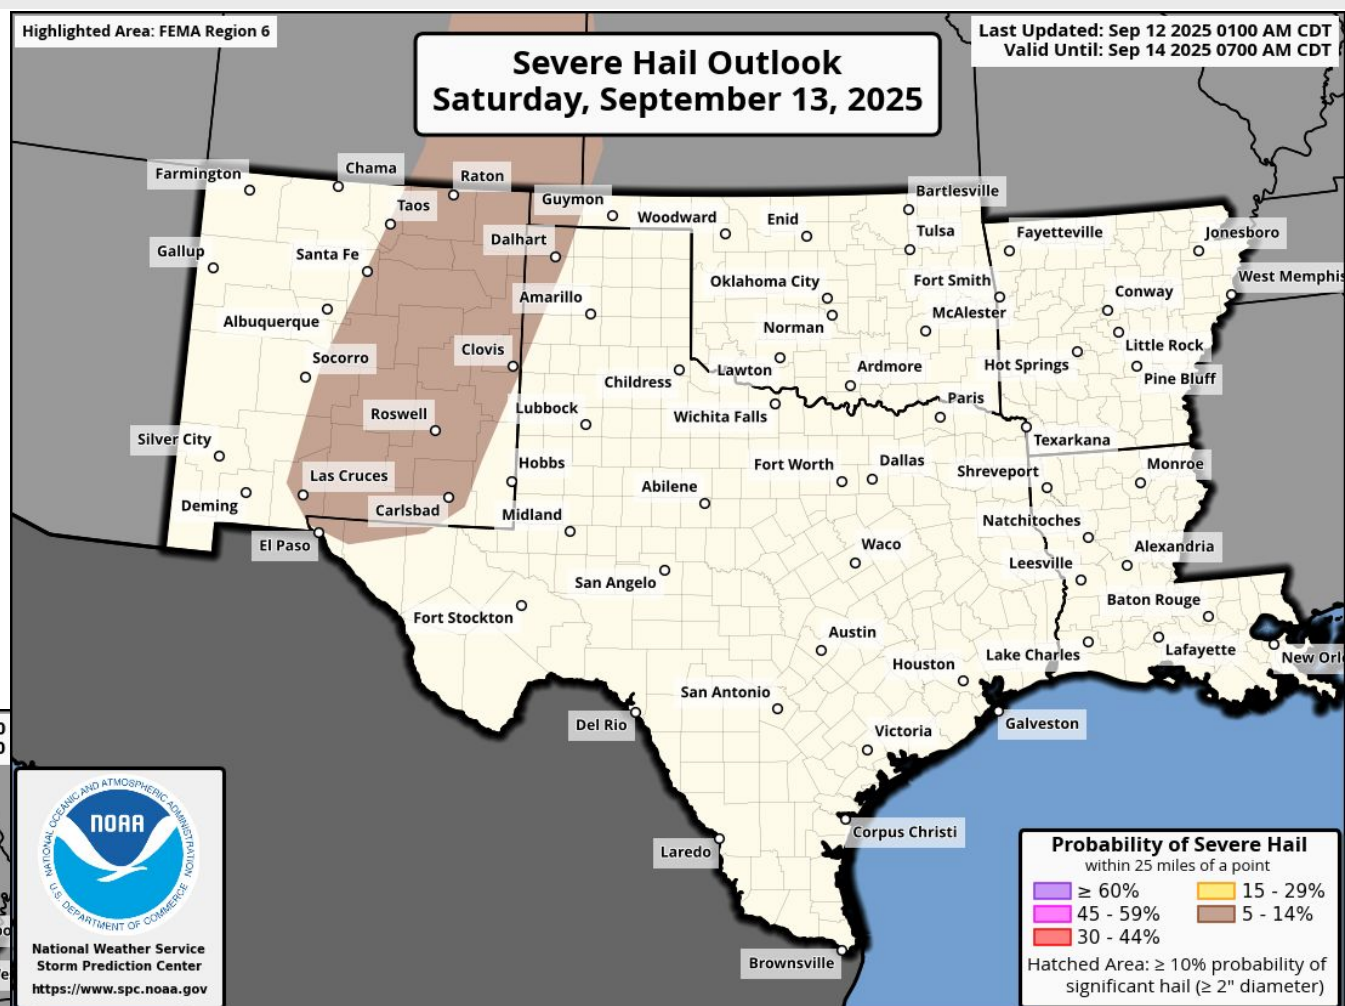 Highlighted Area: FEMA Region 6
Last Updated: Sep 12 2025 0100 AM CDT
Valid Until: Sep 14 2025 0700 AM CDT
Severe Hail Outlook
Saturday, September 13, 2025
Farmington
Chama
Raton
Taos
Guymon
Woodward
Enid
Bartlesville
Tulsa
Fayetteville
Jonesboro
Gallup
Santa Fe
Dalhart
Oklahoma City
Fort Smith
West Memphis
Albuquerque
Amarillo
Norman
McAlester
Conway
Little Rock
Socorro
Clovis
Childress
Lawton
Ardmore
Hot Springs
Pine Bluff
Roswell
Lubbock
Wichita Falls
Paris
Texarkana
Silver City
Hobbs
Fort Worth
Dallas
Shreveport
Monroe
Las Cruces
Abilene
Deming
Carlsbad
Midland
Natchitoches
El Paso
Waco
Leesville
Alexandria
San Angelo
Baton Rouge
Fort Stockton
Austin
Houston
Lake Charles
Lafayette
New Orl
San Antonio
Del Rio
Victoria
Galveston
Laredo
Corpus Christi
Brownsville
NATIONAL OCEANIC AND ATMOSPHERIC ADMINISTRATION
NOAA
U.S. DEPARTMENT OF COMMERCE
National Weather Service
Storm Prediction Center
https://www.spc.noaa.gov
Probability of Severe Hail
within 25 miles of a point
≥ 60%
15 - 29%
45 - 59%
5 - 14%
30 - 44%
Hatched Area: ≥ 10% probability of
significant hail (≥ 2" diameter)